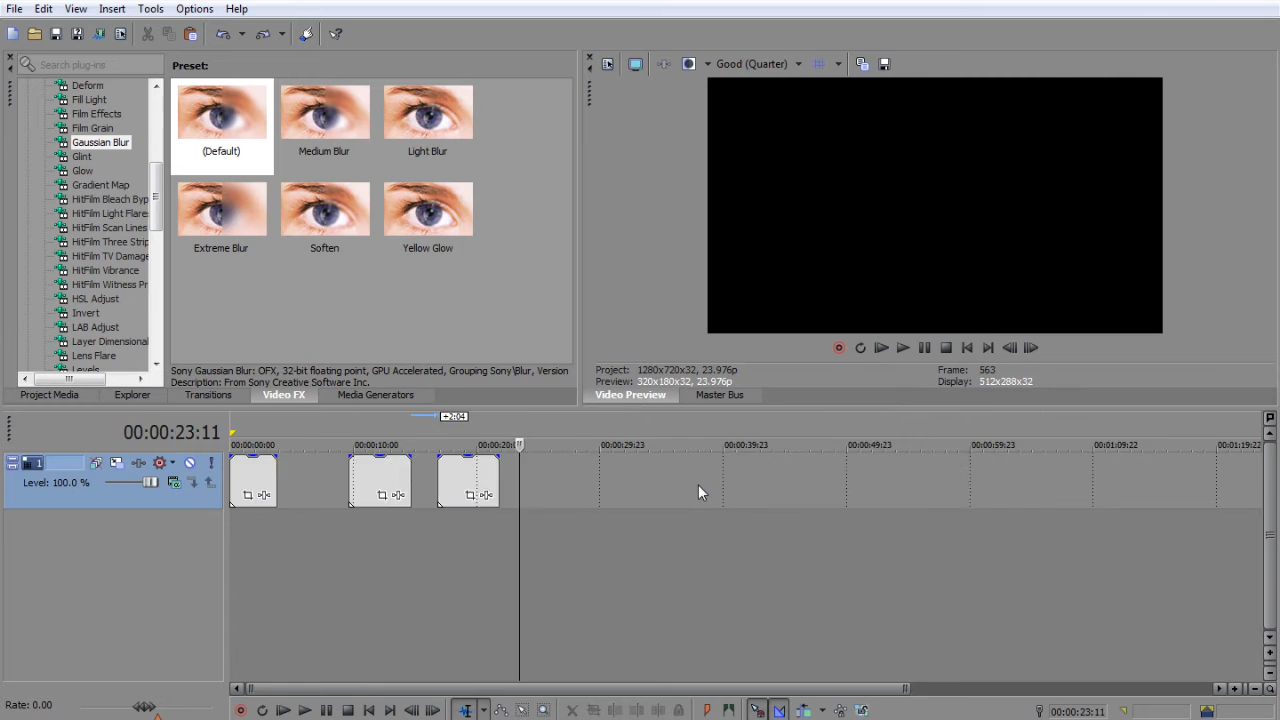 File Edit View Insert Tools Options Help
Search plug-ins
Preset:
Good (Quarter)
Deform
Fill Light
Film Effects
Film Grain
Gaussian Blur
Glint
Glow
Gradient Map
HitFilm Bleach Byp
HitFilm Light Flare
HitFilm Scan Lines
HitFilm Three Strip
HitFilm TV Damage
HitFilm Vibrance
HitFilm Witness Pr
HSL Adjust
Invert
LAB Adjust
Layer Dimensional
Lens Flare
Levels
(Default) Medium Blur Light Blur
Extreme Blur Soften Yellow Glow
Sony Gaussian Blur: OFX, 32-bit floating point, GPU Accelerated, Grouping Sony\Blur, Version
Description: From Sony Creative Software Inc.
Project: 1280x720x32, 23.976p Frame: 563
Preview: 320x180x32, 23.976p Display: 512x288x32
Project Media Explorer Transitions Video FX Media Generators Video Preview Master Bus
+2:04
00:00:23:11
00:00:00:00 00:00:10:00 00:00:20:0 00:00:29:23 00:00:39:23 00:00:49:23 00:00:59:23 00:01:09:22 00:01:19:22
1
Level: 100.0 %
Rate: 0.00
00:00:23:11